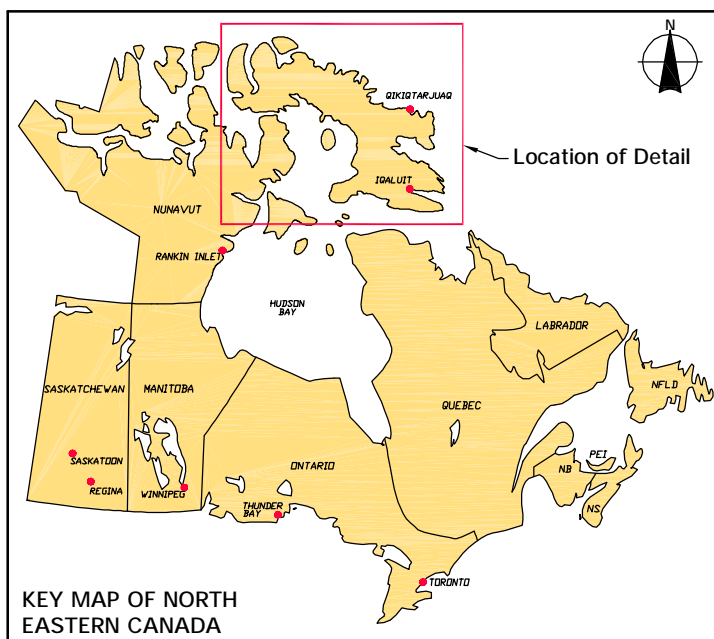 N
QIKIQTARJUAQ
Location of Detail
IQALUIT
NUNAVUT
RANKIN INLET
HUDSON
BAY
LABRADOR
SASKATCHEWAN
MANITOBA
NFLD
QUEBEC
SASKATOON
ONTARIO
PEI
NB
REGINA
WINNIPEG
THUNDER
BAY
NS
TORONTO
KEY MAP OF NORTH
EASTERN CANADA